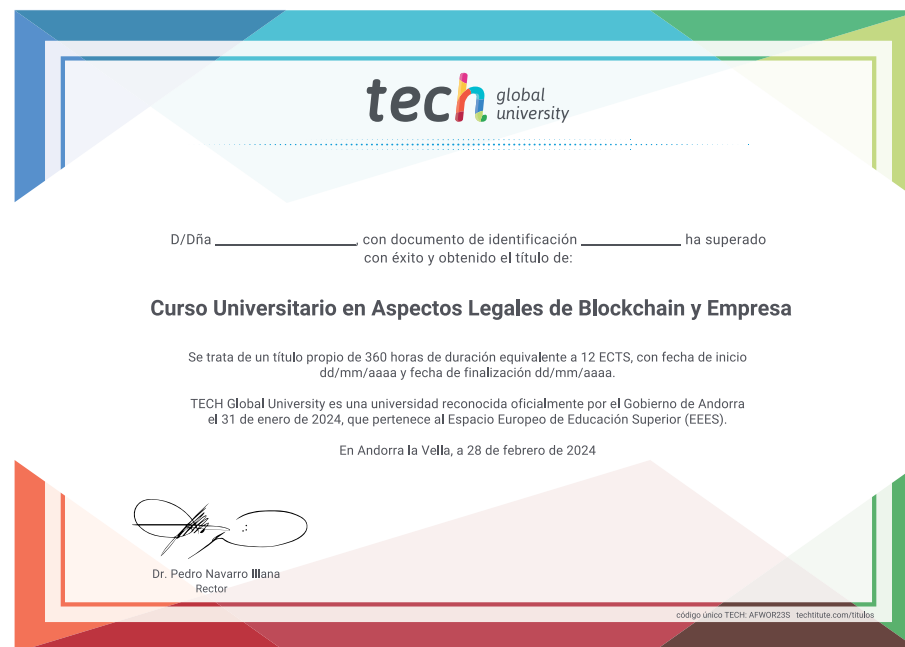 tech global university
D/Dña ______________, con documento de identificación __________ ha superado
con éxito y obtenido el título de:
Curso Universitario en Aspectos Legales de Blockchain y Empresa
Se trata de un título propio de 360 horas de duración equivalente a 12 ECTS, con fecha de inicio
dd/mm/aaaa y fecha de finalización dd/mm/aaaa.
TECH Global University es una universidad reconocida oficialmente por el Gobierno de Andorra
el 31 de enero de 2024, que pertenece al Espacio Europeo de Educación Superior (EEES).
En Andorra la Vella, a 28 de febrero de 2024
Dr. Pedro Navarro Illana
Rector
código único TECH: AFWOR23S techtitute.com/titulos